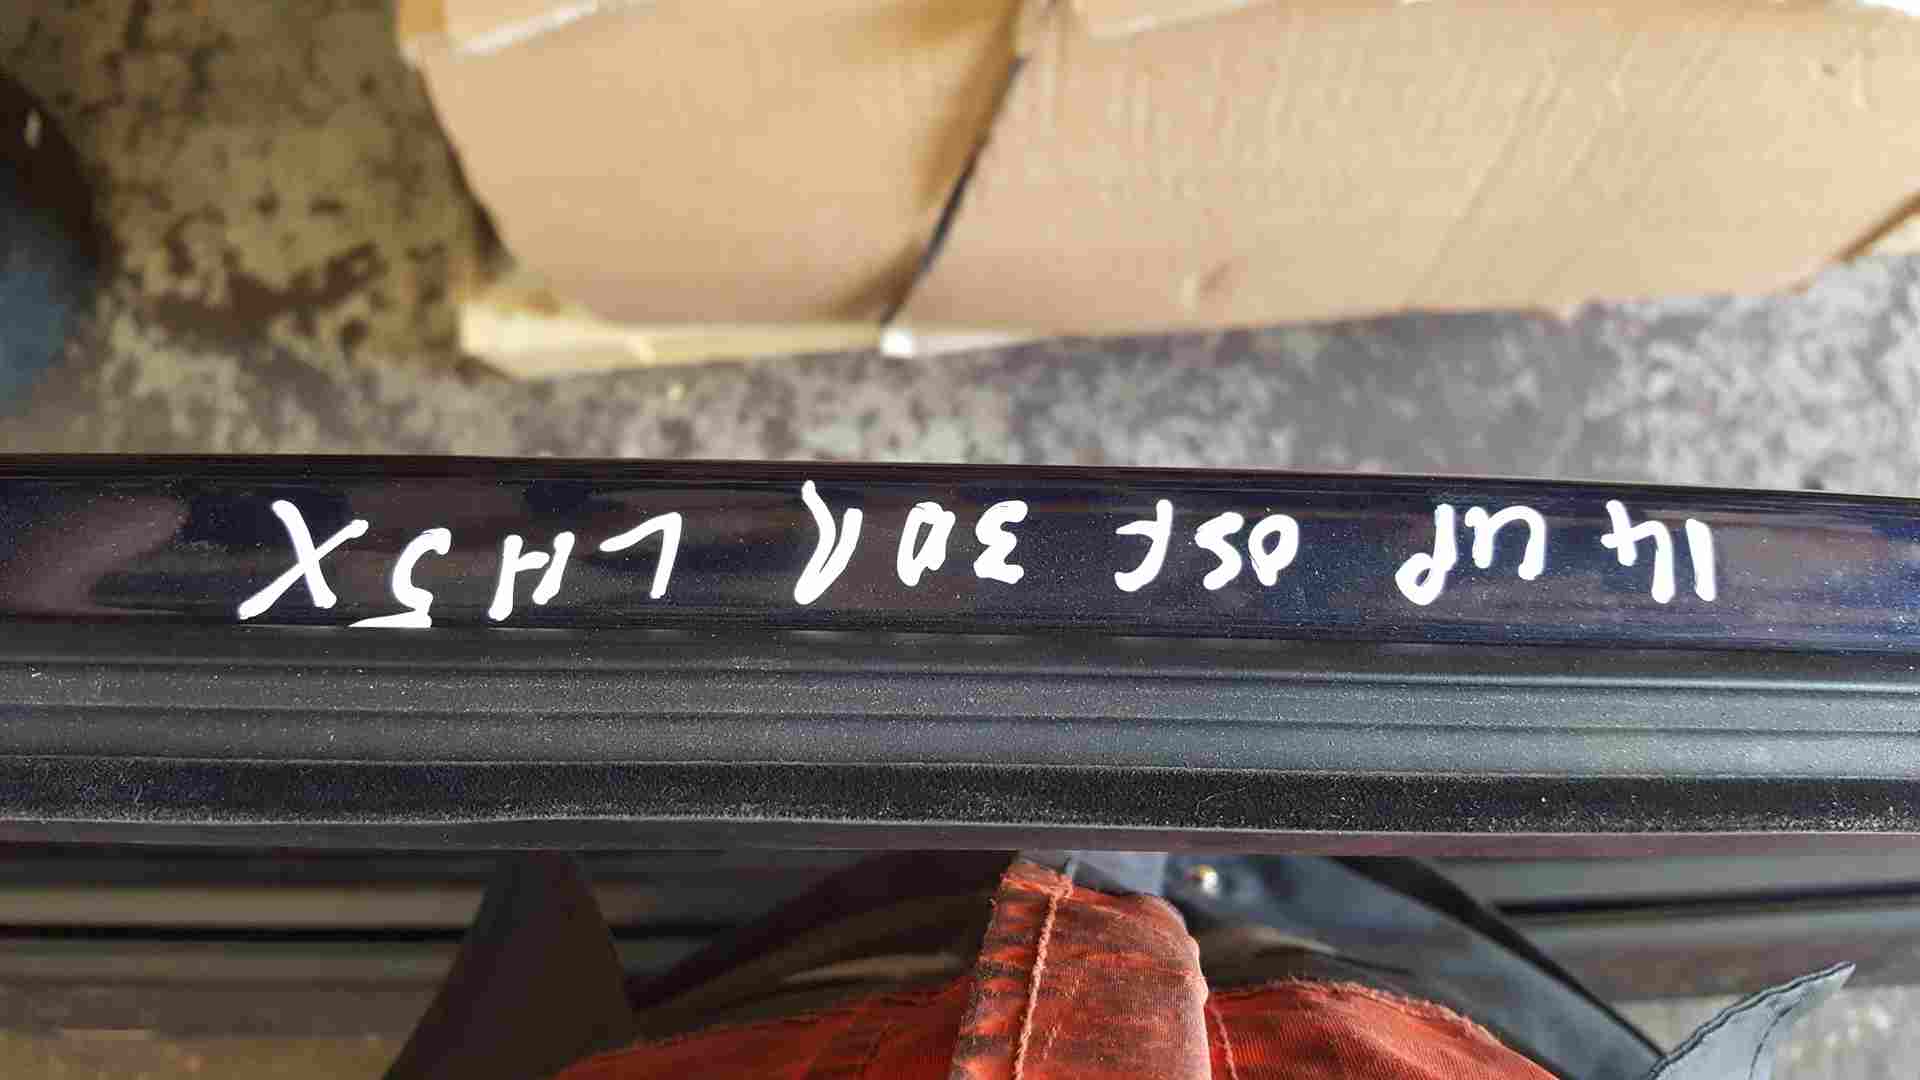 14 UP OSF 3DR LH5X